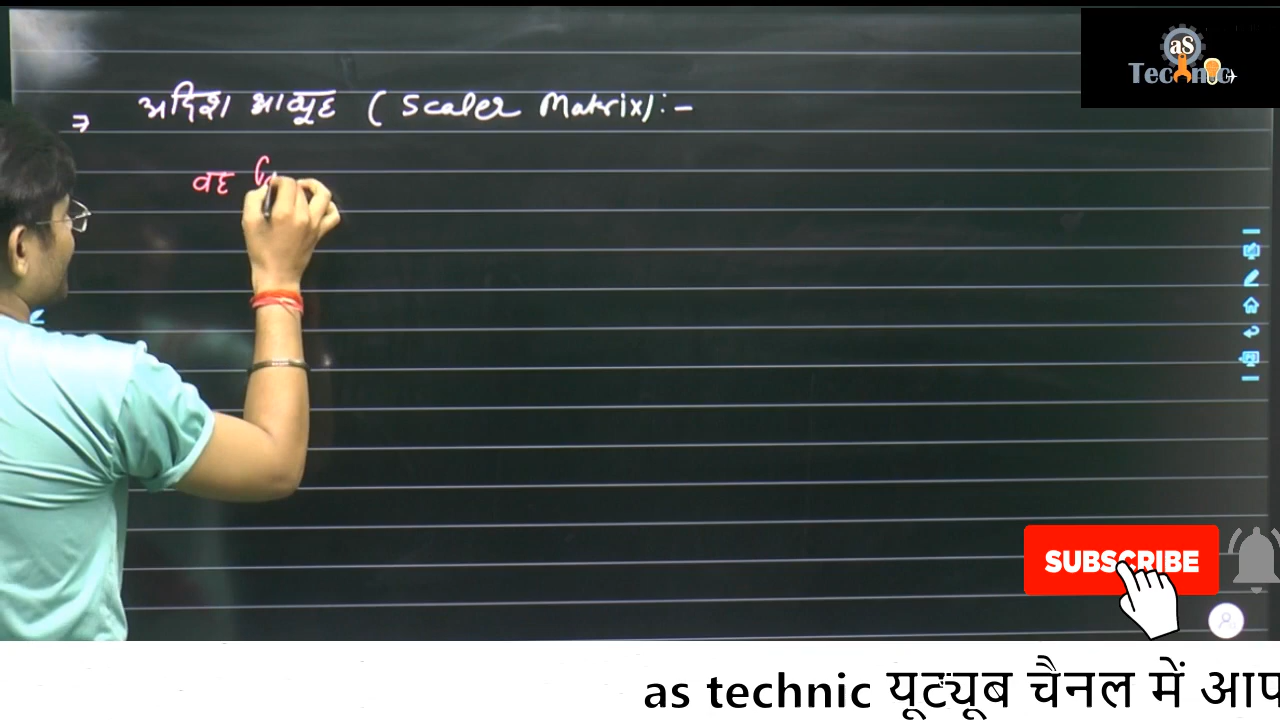 aS
Technic
⇒ अदिश आव्यूह ( Scaler Matrix) :-
वह
SUBSCRIBE
as technic यूट्यूब चैनल में आप